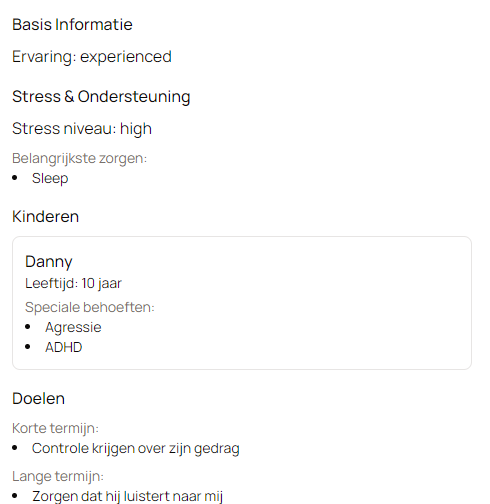 Basis Informatie
Ervaring: experienced
Stress & Ondersteuning
Stress niveau: high
Belangrijkste zorgen:
Sleep
Kinderen
Danny
Leeftijd: 10 jaar
Speciale behoeften:
Agressie
ADHD
Doelen
Korte termijn:
Controle krijgen over zijn gedrag
Lange termijn:
Zorgen dat hij luistert naar mij